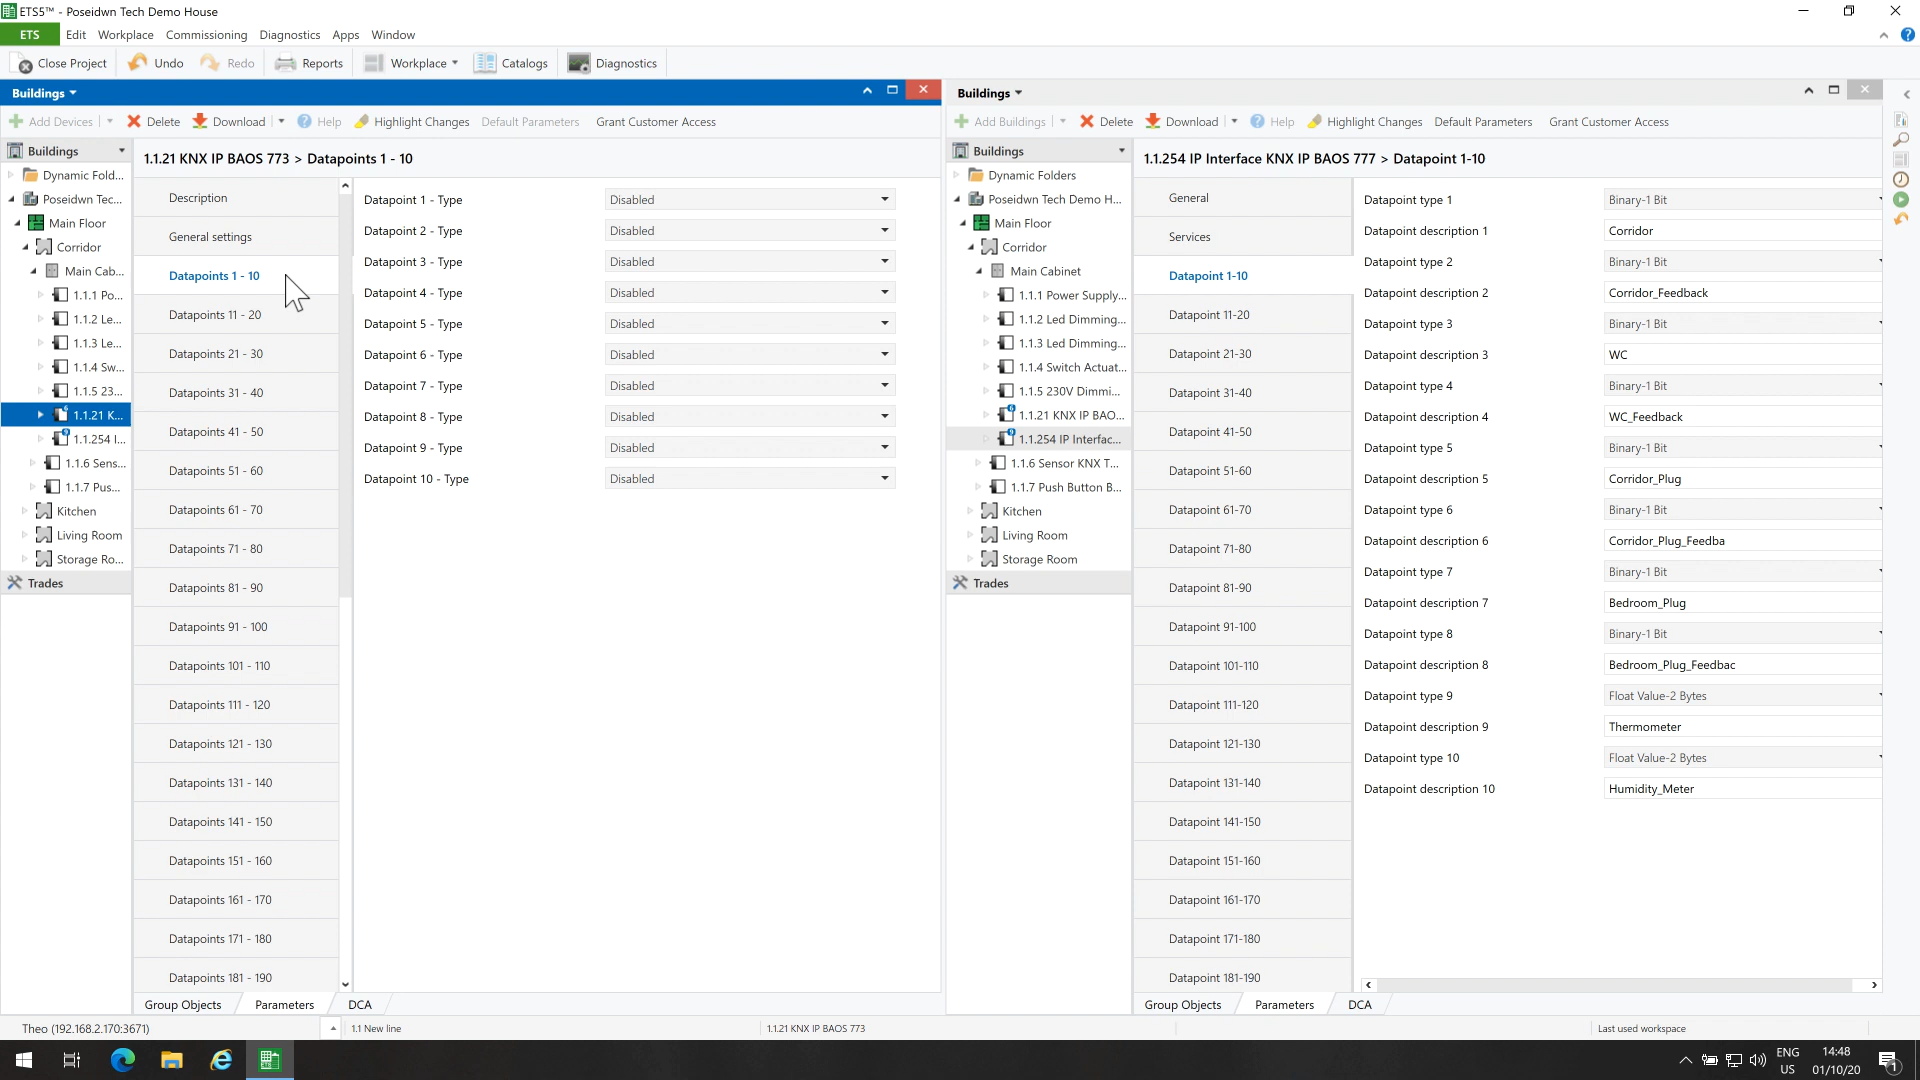 ETS5™ - Poseidwn Tech Demo House
ETS Edit Workplace Commissioning Diagnostics Apps Window
Close Project Undo Redo Reports Workplace Catalogs Diagnostics
Buildings
Add Devices Delete Download Help Highlight Changes Default Parameters Grant Customer Access
Buildings
Dynamic Fold...
Poseidwn Tec...
Main Floor
Corridor
Main Cab...
1.1.1 Po...
1.1.2 Le...
1.1.3 Le...
1.1.4 Sw...
1.1.5 23...
1.1.21 K...
1.1.254 I...
1.1.6 Sens...
1.1.7 Pus...
Kitchen
Living Room
Storage Ro...
Trades
1.1.21 KNX IP BAOS 773 > Datapoints 1 - 10
Description
General settings
Datapoints 1 - 10
Datapoints 11 - 20
Datapoints 21 - 30
Datapoints 31 - 40
Datapoints 41 - 50
Datapoints 51 - 60
Datapoints 61 - 70
Datapoints 71 - 80
Datapoints 81 - 90
Datapoints 91 - 100
Datapoints 101 - 110
Datapoints 111 - 120
Datapoints 121 - 130
Datapoints 131 - 140
Datapoints 141 - 150
Datapoints 151 - 160
Datapoints 161 - 170
Datapoints 171 - 180
Datapoints 181 - 190
Datapoint 1 - Type Disabled
Datapoint 2 - Type Disabled
Datapoint 3 - Type Disabled
Datapoint 4 - Type Disabled
Datapoint 5 - Type Disabled
Datapoint 6 - Type Disabled
Datapoint 7 - Type Disabled
Datapoint 8 - Type Disabled
Datapoint 9 - Type Disabled
Datapoint 10 - Type Disabled
Group Objects Parameters DCA
Buildings
Add Buildings Delete Download Help Highlight Changes Default Parameters Grant Customer Access
Buildings
Dynamic Folders
Poseidwn Tech Demo H...
Main Floor
Corridor
Main Cabinet
1.1.1 Power Supply...
1.1.2 Led Dimming...
1.1.3 Led Dimming...
1.1.4 Switch Actuat...
1.1.5 230V Dimmi...
1.1.21 KNX IP BAO...
1.1.254 IP Interfac...
1.1.6 Sensor KNX T...
1.1.7 Push Button B...
Kitchen
Living Room
Storage Room
Trades
1.1.254 IP Interface KNX IP BAOS 777 > Datapoint 1-10
General
Services
Datapoint 1-10
Datapoint 11-20
Datapoint 21-30
Datapoint 31-40
Datapoint 41-50
Datapoint 51-60
Datapoint 61-70
Datapoint 71-80
Datapoint 81-90
Datapoint 91-100
Datapoint 101-110
Datapoint 111-120
Datapoint 121-130
Datapoint 131-140
Datapoint 141-150
Datapoint 151-160
Datapoint 161-170
Datapoint 171-180
Datapoint 181-190
Datapoint type 1 Binary-1 Bit
Datapoint description 1 Corridor
Datapoint type 2 Binary-1 Bit
Datapoint description 2 Corridor_Feedback
Datapoint type 3 Binary-1 Bit
Datapoint description 3 WC
Datapoint type 4 Binary-1 Bit
Datapoint description 4 WC_Feedback
Datapoint type 5 Binary-1 Bit
Datapoint description 5 Corridor_Plug
Datapoint type 6 Binary-1 Bit
Datapoint description 6 Corridor_Plug_Feedba
Datapoint type 7 Binary-1 Bit
Datapoint description 7 Bedroom_Plug
Datapoint type 8 Binary-1 Bit
Datapoint description 8 Bedroom_Plug_Feedbac
Datapoint type 9 Float Value-2 Bytes
Datapoint description 9 Thermometer
Datapoint type 10 Float Value-2 Bytes
Datapoint description 10 Humidity_Meter
Group Objects Parameters DCA
Theo (192.168.2.170:3671) 1.1 New line 1.1.21 KNX IP BAOS 773 Last used workspace
ENG 14:48
US 01/10/20 1